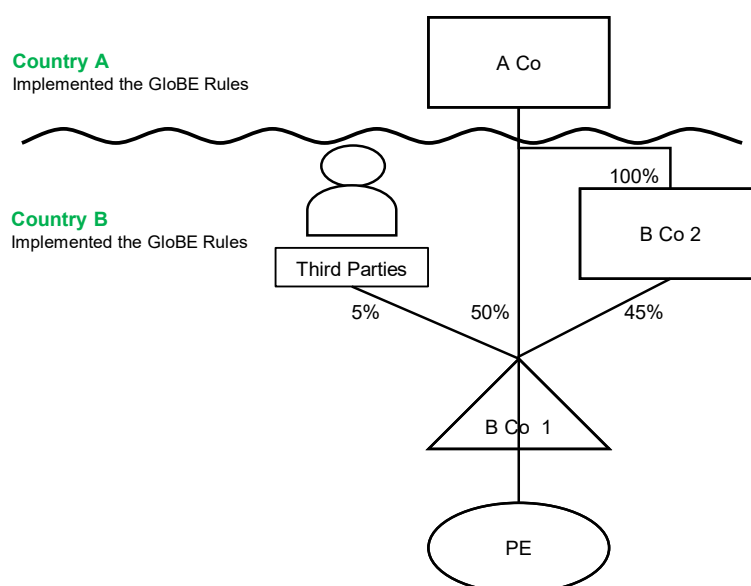 Country A
Implemented the GloBE Rules
A Co
100%
Country B
Implemented the GloBE Rules
B Co 2
Third Parties
5%
50%
45%
B Co 1
PE